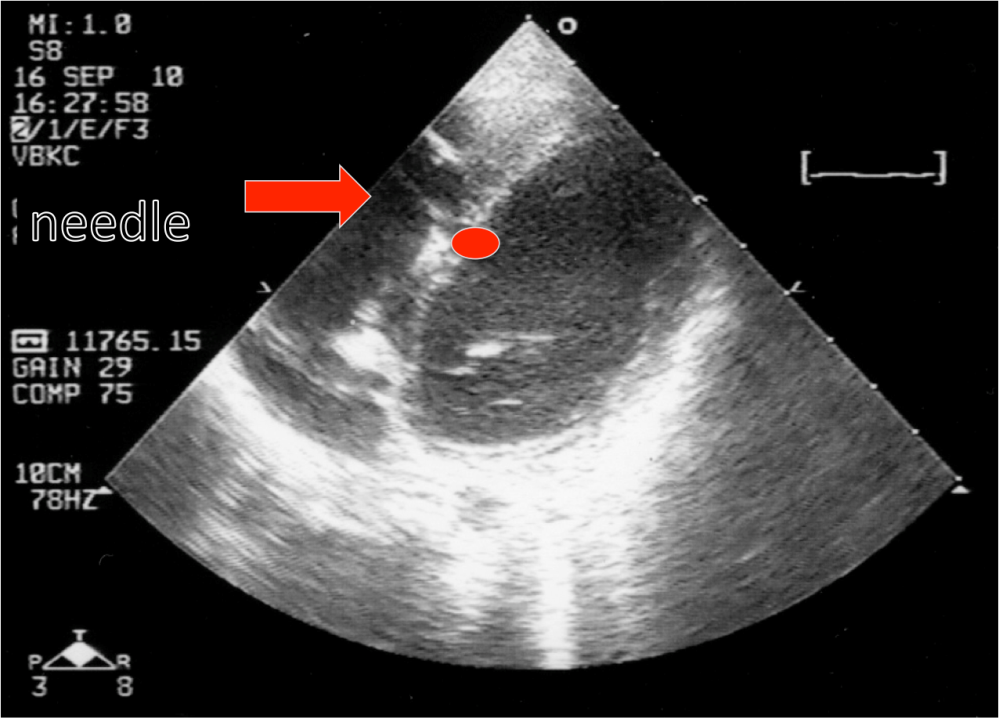 MI:1.0
S8
16 SEP 10
16:27:58
2/1/E/F3
VBKC
needle
11765.15
GAIN 29
COMP 75
10CM
78HZ
T
P R
3 8